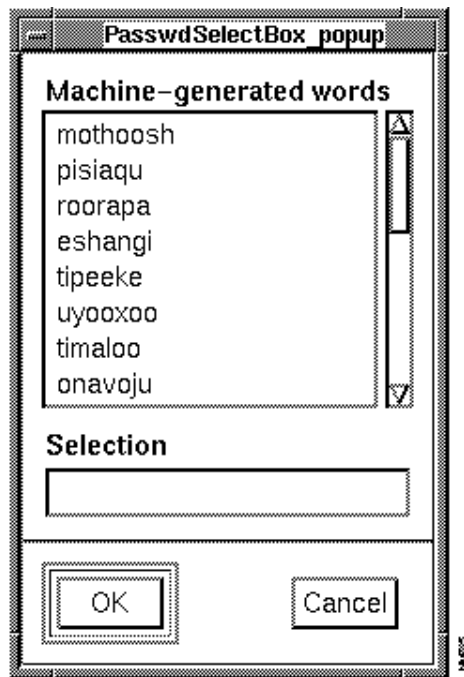 PasswdSelectBox_popup
Machine-generated words
mothoosh
pisiaqu
roorapa
eshangi
tipeeke
uyooxoo
timaloo
onavoju
Selection
OK
Cancel